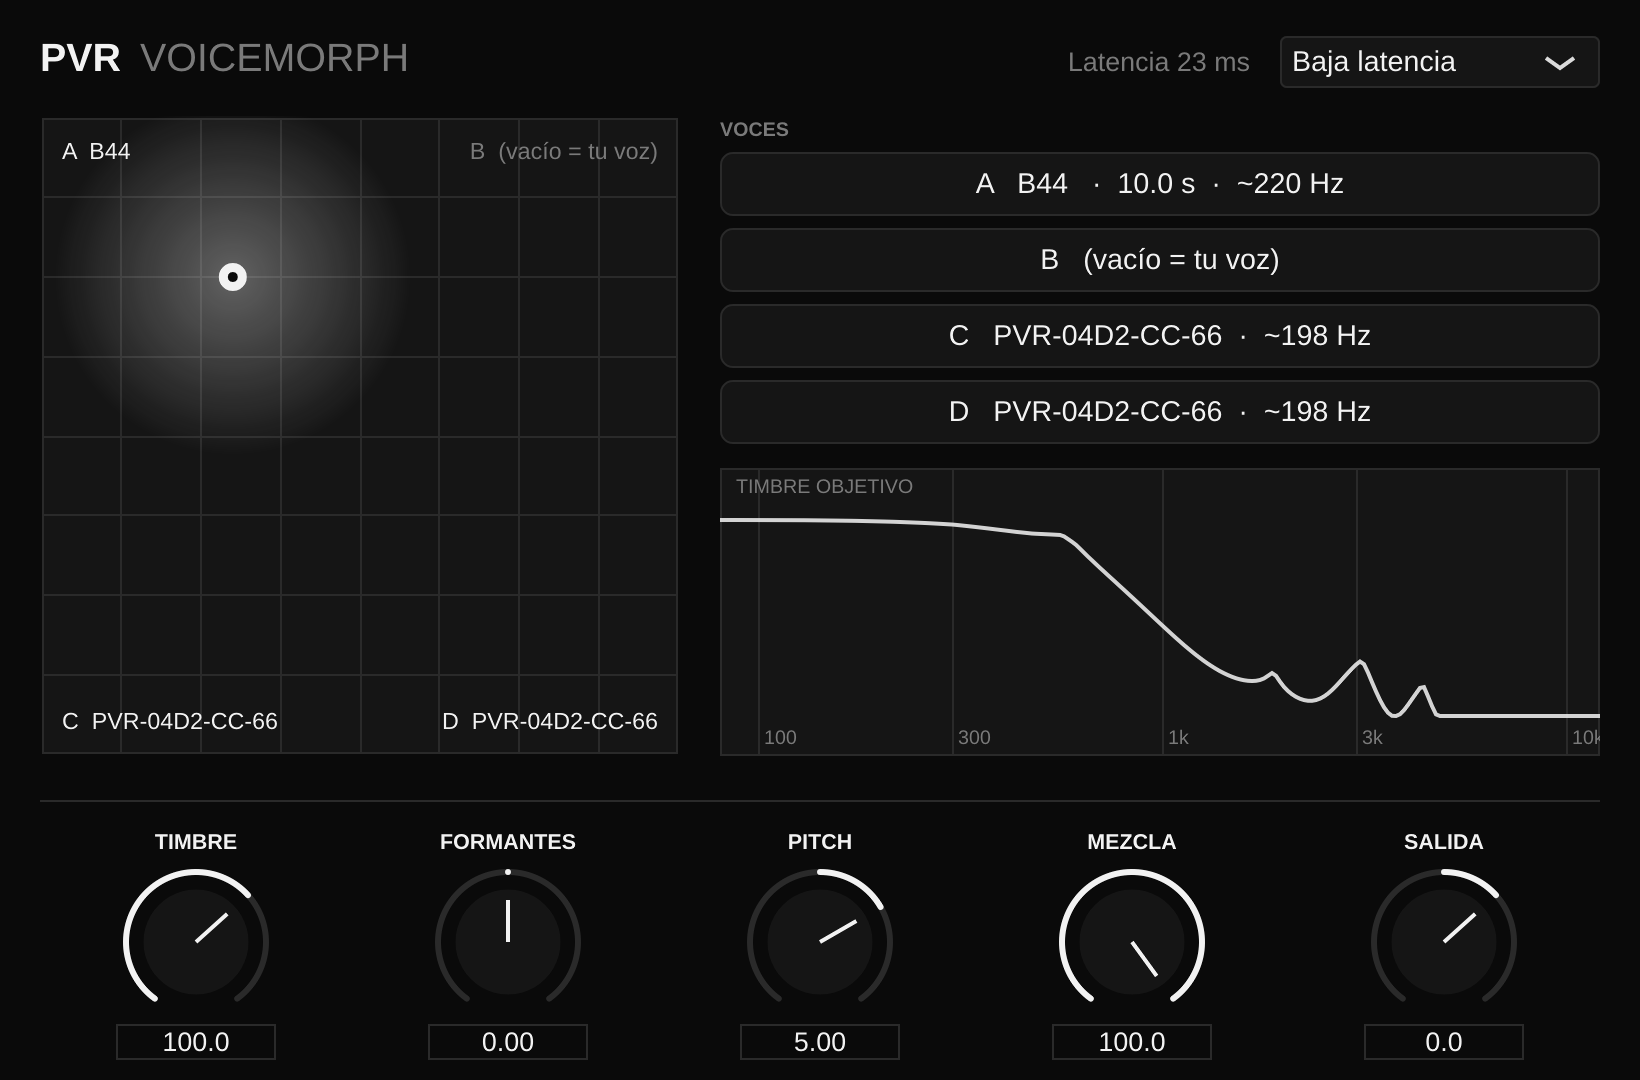 PVR VOICEMORPH
Latencia 23 ms
Baja latencia
A B44
B (vacío = tu voz)
C PVR-04D2-CC-66
D PVR-04D2-CC-66
VOCES
A B44 · 10.0 s · ~220 Hz
B (vacío = tu voz)
C PVR-04D2-CC-66 · ~198 Hz
D PVR-04D2-CC-66 · ~198 Hz
TIMBRE OBJETIVO
100 300 1k 3k 10k
TIMBRE FORMANTES PITCH MEZCLA SALIDA
100.0 0.00 5.00 100.0 0.0